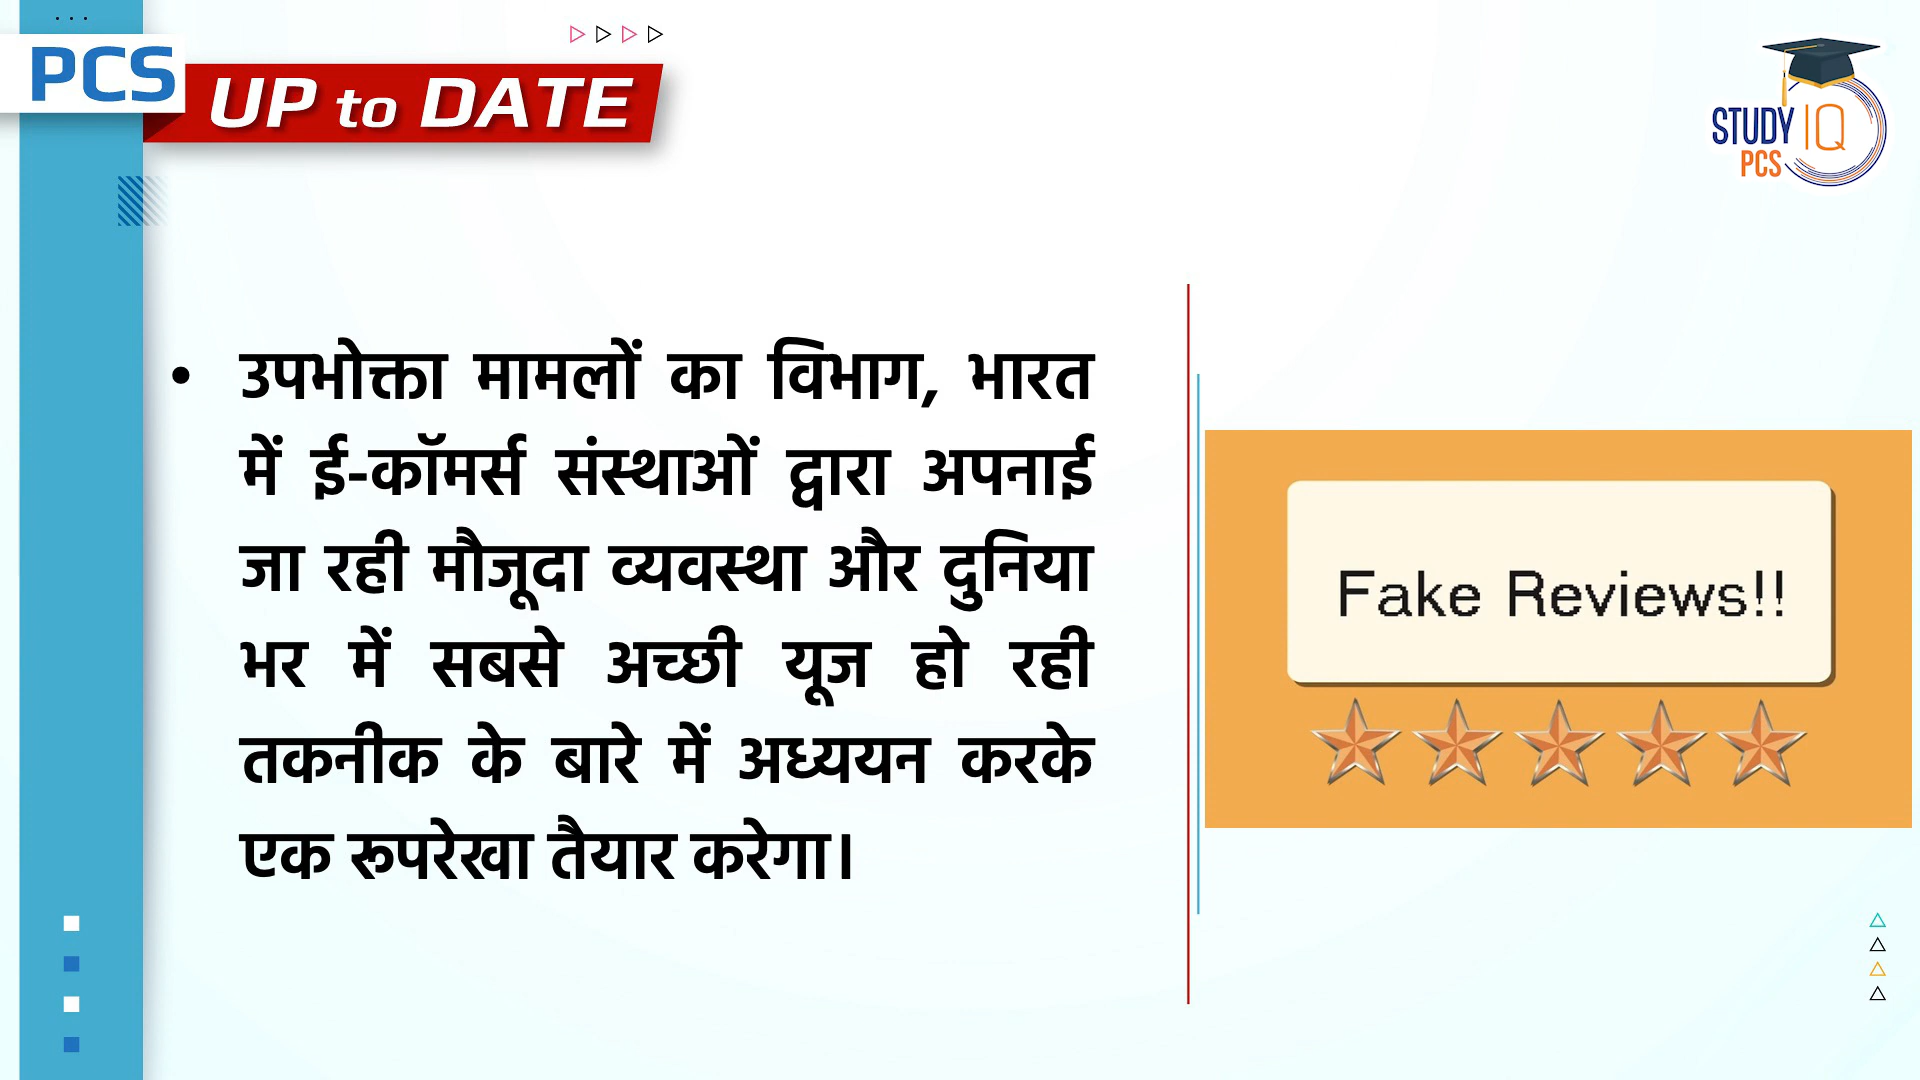 PCS
UP to DATE
STUDY IQ
PCS
• उपभोक्ता मामलों का विभाग, भारत
में ई-कॉमर्स संस्थाओं द्वारा अपनाई
जा रही मौजूदा व्यवस्था और दुनिया
भर में सबसे अच्छी यूज हो रही
तकनीक के बारे में अध्ययन करके
एक रूपरेखा तैयार करेगा।
Fake Reviews!!